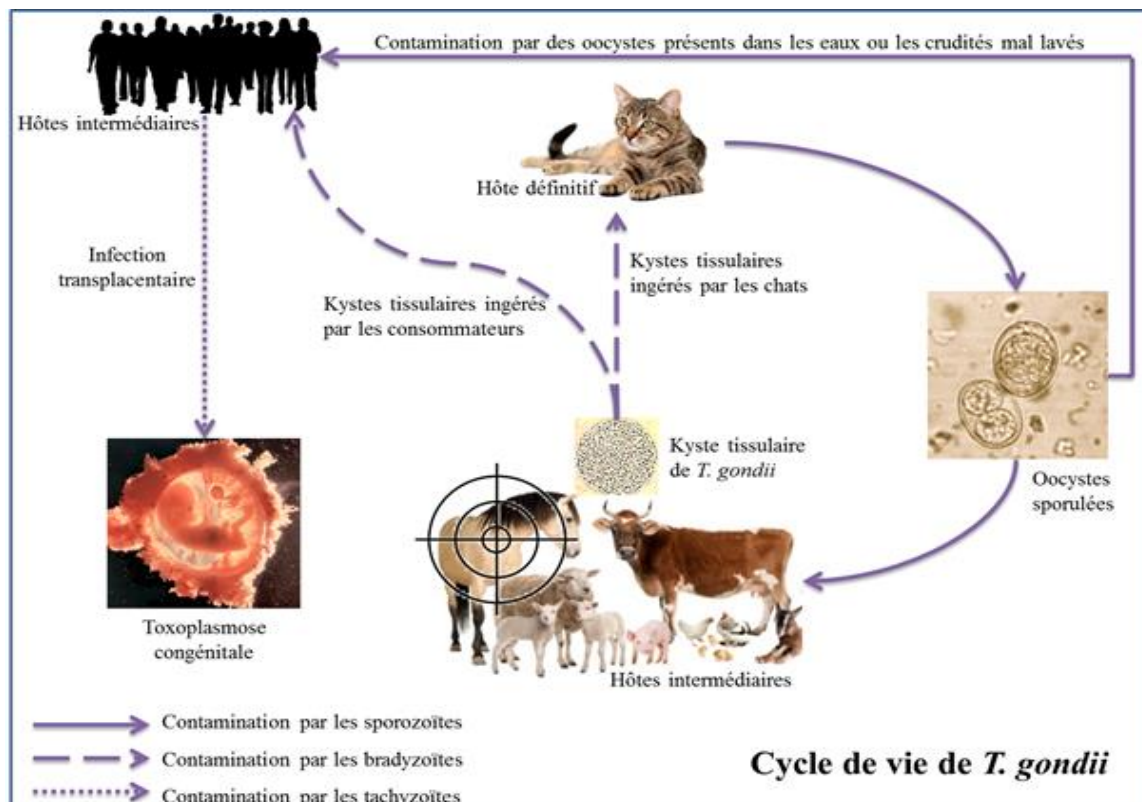 Contamination par des oocystes présents dans les eaux ou les crudités mal lavés
Hôtes intermédiaires
Hôte définitif
Infection
transplacentaire
Kystes tissulaires ingérés
par les consommateurs
Kystes tissulaires
ingérés par les chats
Kyste tissulaire
de T. gondii
Oocystes
sporulées
Toxoplasmose
congénitale
Hôtes intermédiaires
Contamination par les sporozoïtes
Contamination par les bradyzoïtes
Contamination par les tachyzoïtes
Cycle de vie de T. gondii